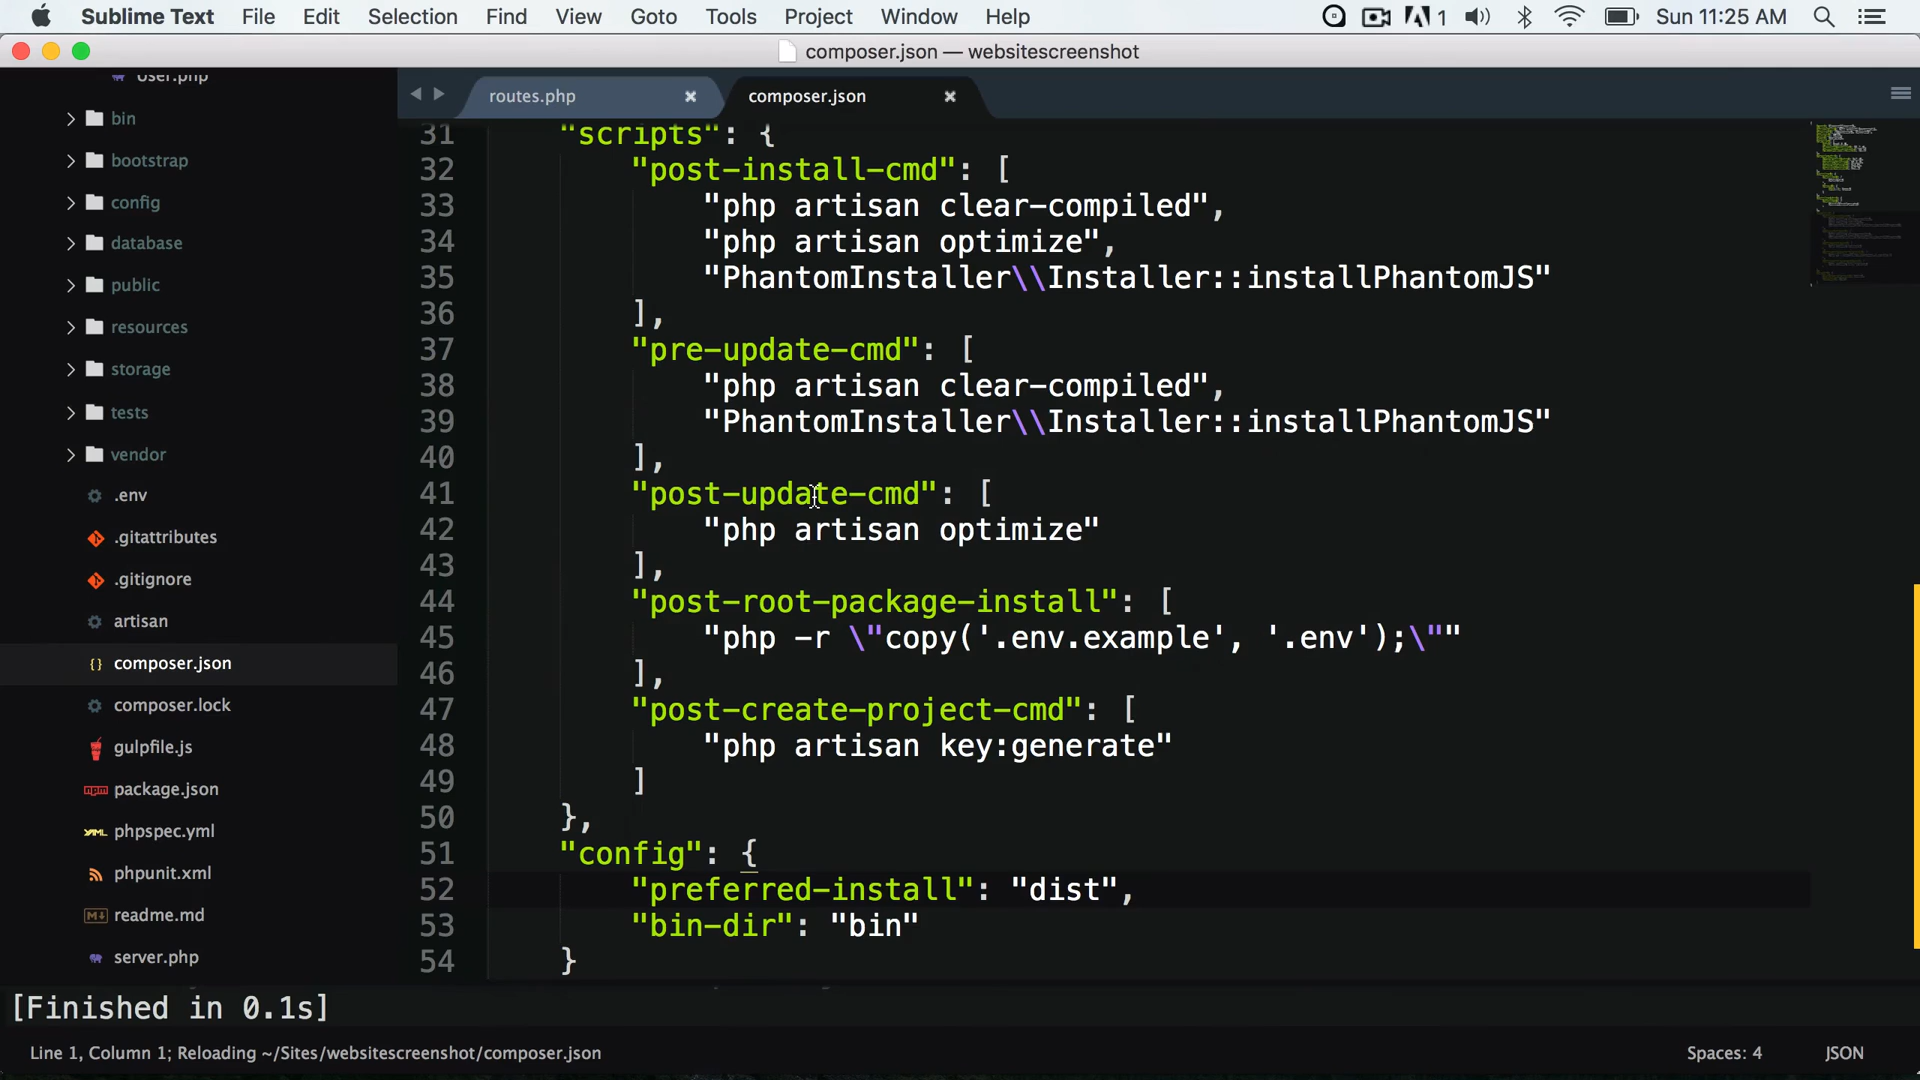 Sublime Text File Edit Selection Find View Goto Tools Project Window Help 1 Sun 11:25 AM
composer.json — websitescreenshot
routes.php composer.json
user.php
bin
bootstrap
config
database
public
resources
storage
tests
vendor
.env
.gitattributes
.gitignore
artisan
{} composer.json
composer.lock
gulpfile.js
npm package.json
YAML phpspec.yml
phpunit.xml
M readme.md
server.php
31 "scripts": {
32 "post-install-cmd": [
33 "php artisan clear-compiled",
34 "php artisan optimize",
35 "PhantomInstaller\\Installer::installPhantomJS"
36 ],
37 "pre-update-cmd": [
38 "php artisan clear-compiled",
39 "PhantomInstaller\\Installer::installPhantomJS"
40 ],
41 "post-update-cmd": [
42 "php artisan optimize"
43 ],
44 "post-root-package-install": [
45 "php -r \"copy('.env.example', '.env');\""
46 ],
47 "post-create-project-cmd": [
48 "php artisan key:generate"
49 ]
50 },
51 "config": {
52 "preferred-install": "dist",
53 "bin-dir": "bin"
54 }
[Finished in 0.1s]
Line 1, Column 1; Reloading ~/Sites/websitescreenshot/composer.json Spaces: 4 JSON